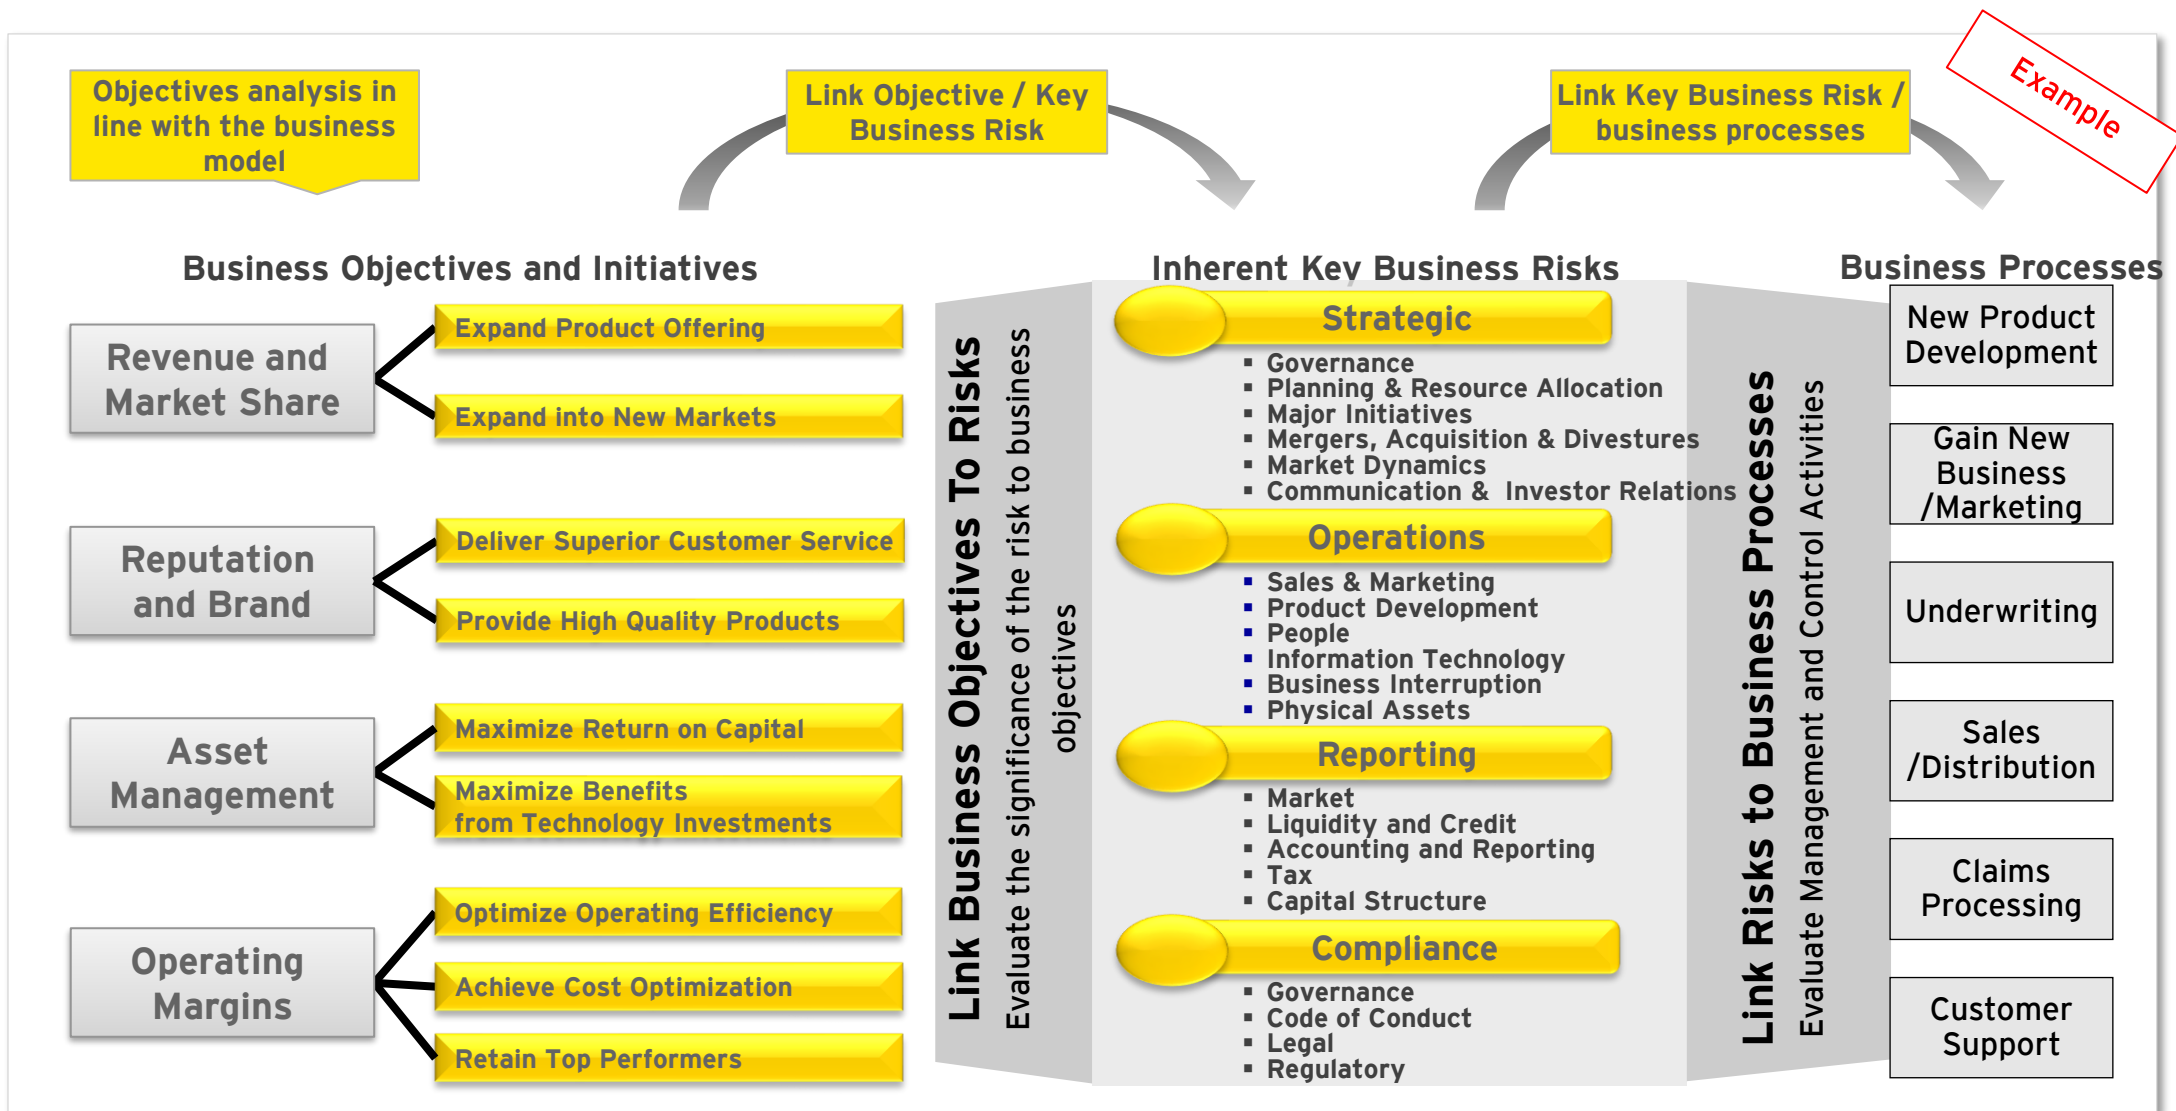 Objectives analysis in
line with the business
model
Link Objective / Key
Business Risk
Link Key Business Risk /
business processes
Example
Business Objectives and Initiatives
Revenue and
Market Share
Expand Product Offering
Expand into New Markets
Reputation
and Brand
Deliver Superior Customer Service
Provide High Quality Products
Asset
Management
Maximize Return on Capital
Maximize Benefits
from Technology Investments
Operating
Margins
Optimize Operating Efficiency
Achieve Cost Optimization
Retain Top Performers
Link Business Objectives To Risks
Evaluate the significance of the risk to business
objectives
Inherent Key Business Risks
Strategic
▪ Governance
▪ Planning & Resource Allocation
▪ Major Initiatives
▪ Mergers, Acquisition & Divestures
▪ Market Dynamics
▪ Communication & Investor Relations
Operations
▪ Sales & Marketing
▪ Product Development
▪ People
▪ Information Technology
▪ Business Interruption
▪ Physical Assets
Reporting
▪ Market
▪ Liquidity and Credit
▪ Accounting and Reporting
▪ Tax
▪ Capital Structure
Compliance
▪ Governance
▪ Code of Conduct
▪ Legal
▪ Regulatory
Link Risks to Business Processes
Evaluate Management and Control Activities
Business Processes
New Product
Development
Gain New
Business
/Marketing
Underwriting
Sales
/Distribution
Claims
Processing
Customer
Support